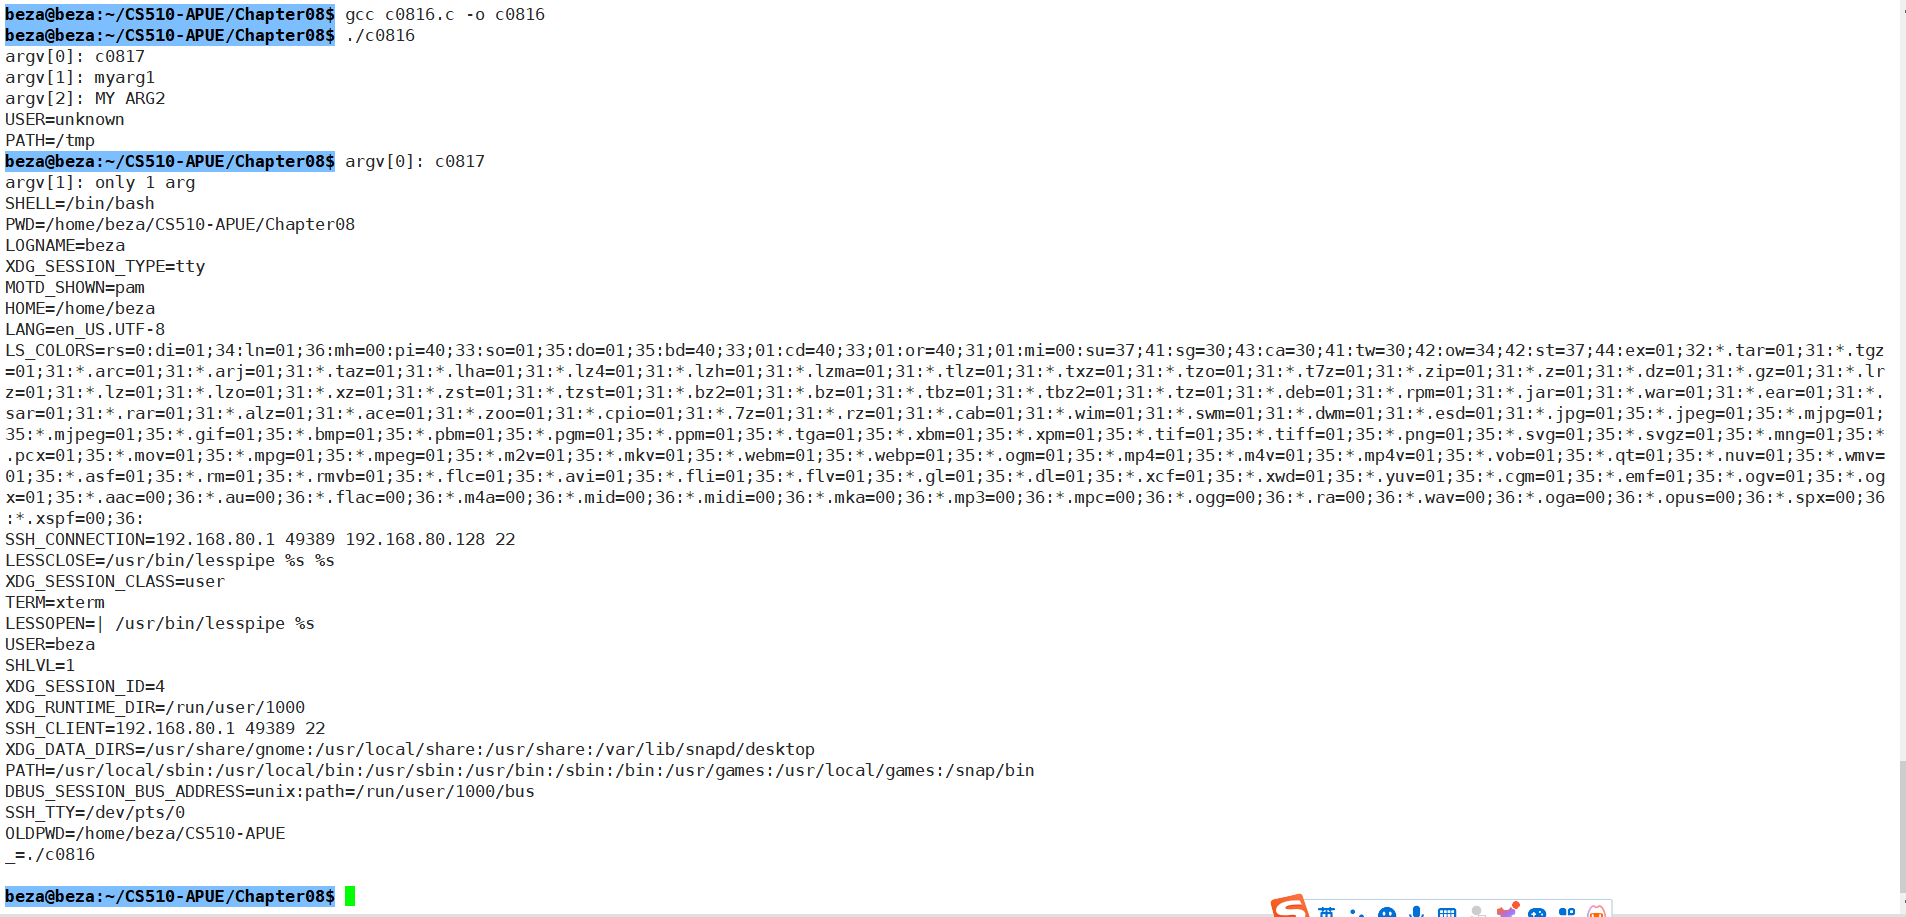 beza@beza:~/CS510-APUE/Chapter08$ gcc c0816.c -o c0816
beza@beza:~/CS510-APUE/Chapter08$ ./c0816
argv[0]: c0817
argv[1]: myarg1
argv[2]: MY ARG2
USER=unknown
PATH=/tmp
beza@beza:~/CS510-APUE/Chapter08$ argv[0]: c0817
argv[1]: only 1 arg
SHELL=/bin/bash
PWD=/home/beza/CS510-APUE/Chapter08
LOGNAME=beza
XDG_SESSION_TYPE=tty
MOTD_SHOWN=pam
HOME=/home/beza
LANG=en_US.UTF-8
LS_COLORS=rs=0:di=01;34:ln=01;36:mh=00:pi=40;33:so=01;35:do=01;35:bd=40;33;01:cd=40;33;01:or=40;31;01:mi=00:su=37;41:sg=30;43:ca=30;41:tw=30;42:ow=34;42:st=37;44:ex=01;32:*.tar=01;31:*.tgz
=01;31:*.arc=01;31:*.arj=01;31:*.taz=01;31:*.lha=01;31:*.lz4=01;31:*.lzh=01;31:*.lzma=01;31:*.tlz=01;31:*.txz=01;31:*.tzo=01;31:*.t7z=01;31:*.zip=01;31:*.z=01;31:*.dz=01;31:*.gz=01;31:*.lr
z=01;31:*.lz=01;31:*.lzo=01;31:*.xz=01;31:*.zst=01;31:*.tzst=01;31:*.bz2=01;31:*.bz=01;31:*.tbz=01;31:*.tbz2=01;31:*.tz=01;31:*.deb=01;31:*.rpm=01;31:*.jar=01;31:*.war=01;31:*.ear=01;31:*.
sar=01;31:*.rar=01;31:*.alz=01;31:*.ace=01;31:*.zoo=01;31:*.cpio=01;31:*.7z=01;31:*.rz=01;31:*.cab=01;31:*.wim=01;31:*.swm=01;31:*.dwm=01;31:*.esd=01;31:*.jpg=01;35:*.jpeg=01;35:*.mjpg=01;
35:*.mjpeg=01;35:*.gif=01;35:*.bmp=01;35:*.pbm=01;35:*.pgm=01;35:*.ppm=01;35:*.tga=01;35:*.xbm=01;35:*.xpm=01;35:*.tif=01;35:*.tiff=01;35:*.png=01;35:*.svg=01;35:*.svgz=01;35:*.mng=01;35:*
.pcx=01;35:*.mov=01;35:*.mpg=01;35:*.mpeg=01;35:*.m2v=01;35:*.mkv=01;35:*.webm=01;35:*.webp=01;35:*.ogm=01;35:*.mp4=01;35:*.m4v=01;35:*.mp4v=01;35:*.vob=01;35:*.qt=01;35:*.nuv=01;35:*.wmv=
01;35:*.asf=01;35:*.rm=01;35:*.rmvb=01;35:*.flc=01;35:*.avi=01;35:*.fli=01;35:*.flv=01;35:*.gl=01;35:*.dl=01;35:*.xcf=01;35:*.xwd=01;35:*.yuv=01;35:*.cgm=01;35:*.emf=01;35:*.ogv=01;35:*.og
x=01;35:*.aac=00;36:*.au=00;36:*.flac=00;36:*.m4a=00;36:*.mid=00;36:*.midi=00;36:*.mka=00;36:*.mp3=00;36:*.mpc=00;36:*.ogg=00;36:*.ra=00;36:*.wav=00;36:*.oga=00;36:*.opus=00;36:*.spx=00;36
:*.xspf=00;36:
SSH_CONNECTION=192.168.80.1 49389 192.168.80.128 22
LESSCLOSE=/usr/bin/lesspipe %s %s
XDG_SESSION_CLASS=user
TERM=xterm
LESSOPEN=| /usr/bin/lesspipe %s
USER=beza
SHLVL=1
XDG_SESSION_ID=4
XDG_RUNTIME_DIR=/run/user/1000
SSH_CLIENT=192.168.80.1 49389 22
XDG_DATA_DIRS=/usr/share/gnome:/usr/local/share:/usr/share:/var/lib/snapd/desktop
PATH=/usr/local/sbin:/usr/local/bin:/usr/sbin:/usr/bin:/sbin:/bin:/usr/games:/usr/local/games:/snap/bin
DBUS_SESSION_BUS_ADDRESS=unix:path=/run/user/1000/bus
SSH_TTY=/dev/pts/0
OLDPWD=/home/beza/CS510-APUE
_=./c0816
beza@beza:~/CS510-APUE/Chapter08$
英